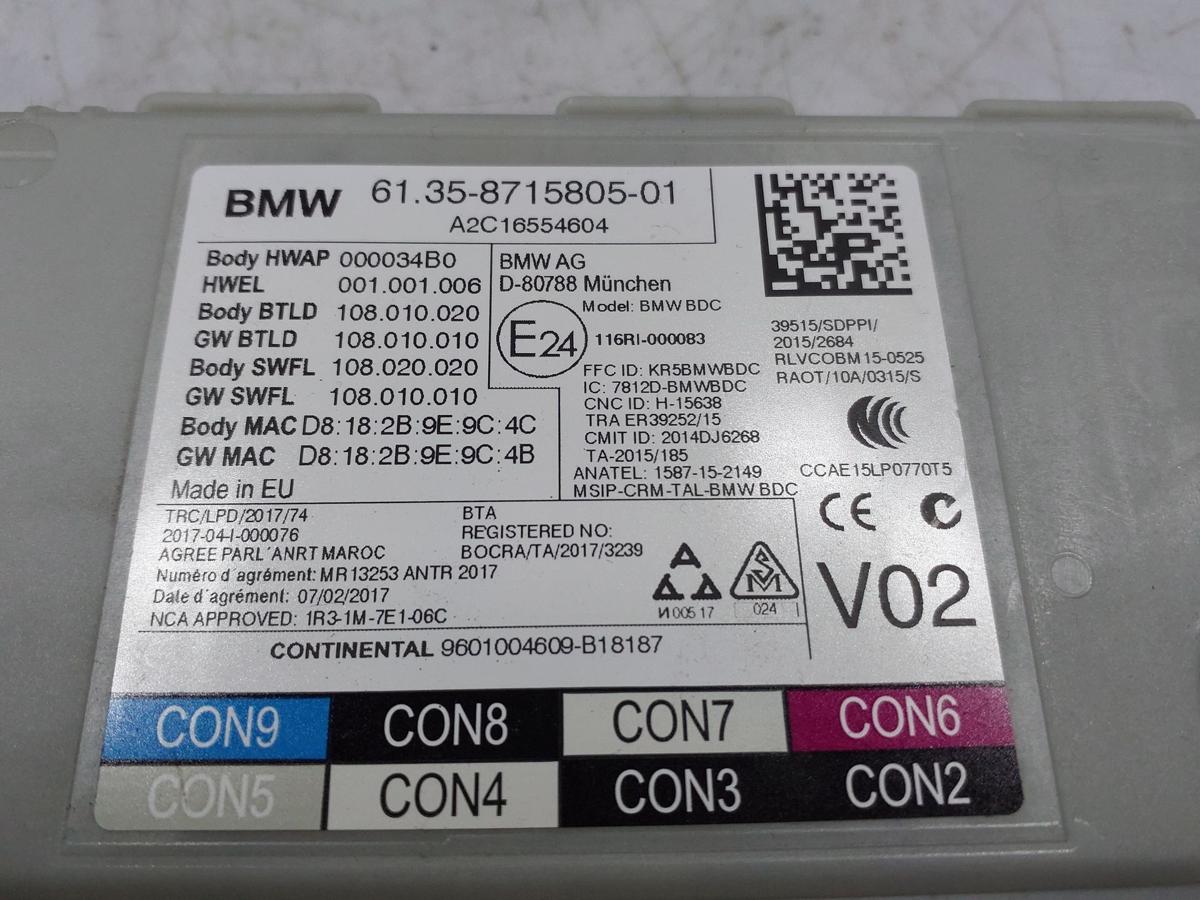 BMW 61.35-8715805-01
A2C16554604
Body HWAP 000034B0
HWEL 001.001.006
Body BTLD 108.010.020
GW BTLD 108.010.010
Body SWFL 108.020.020
GW SWFL 108.010.010
Body MAC D8:18:2B:9E:9C:4C
GW MAC D8:18:2B:9E:9C:4B
Made in EU
BMW AG
D-80788 München
Model: BMW BDC
E24
116RI-000083
FFC ID: KR5BMWBDC
IC: 7812D-BMWBDC
CNC ID: H-15638
TRA ER39252/15
CMIT ID: 2014DJ6268
TA-2015/185
ANATEL: 1587-15-2149
MSIP-CRM-TAL-BMW BDC
39515/SDPPI/
2015/2684
RLVCOBM15-0525
RAOT/10A/0315/S
CCAE15LP0770T5
CE
TRC/LPD/2017/74
2017-04-I-000076
AGREE PARL'ANRT MAROC
Numéro d'agrément: MR13253 ANTR 2017
Date d'agrément: 07/02/2017
NCA APPROVED: 1R3-1M-7E1-06C
BTA
REGISTERED NO:
BOCRA/TA/2017/3239
И005 17
SM
024
V02
CONTINENTAL 9601004609-B18187
CON9 CON8 CON7 CON6
CON5 CON4 CON3 CON2